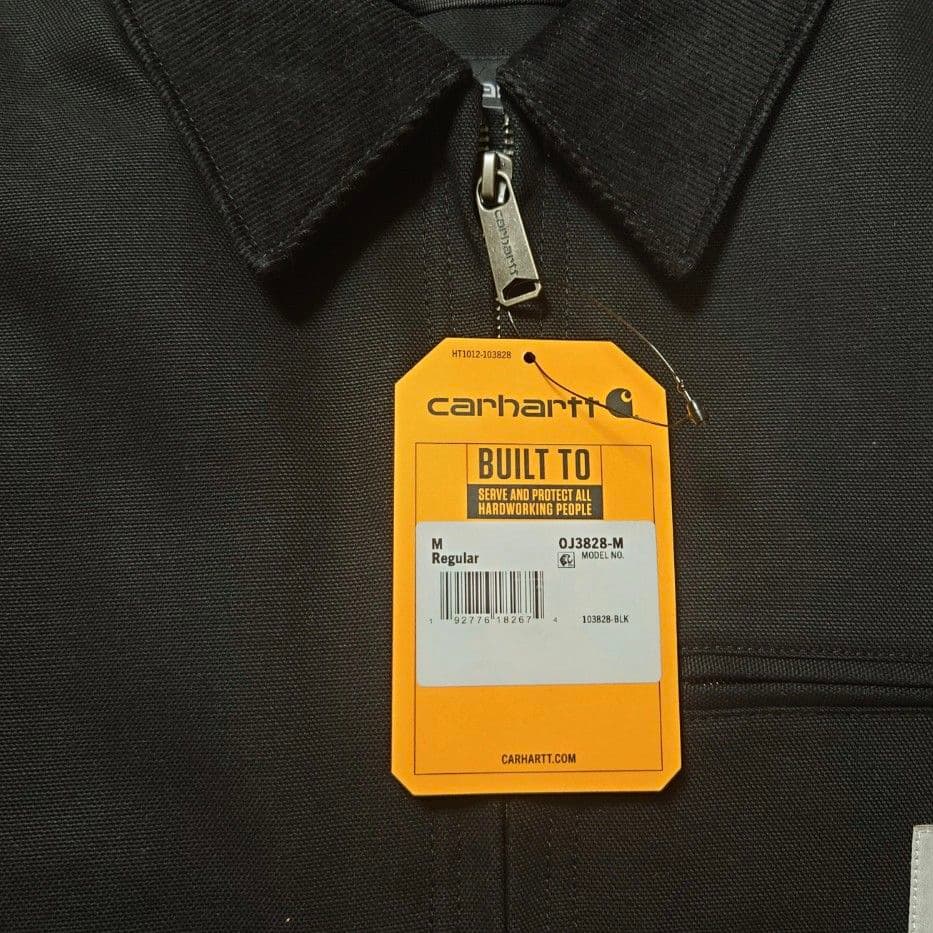 carhartt
HT1012-103828
carhartt
BUILT TO
SERVE AND PROTECT ALL
HARDWORKING PEOPLE
M OJ3828-M
Regular MODEL NO.
1 92776 18267 4 103828-BLK
CARHARTT.COM